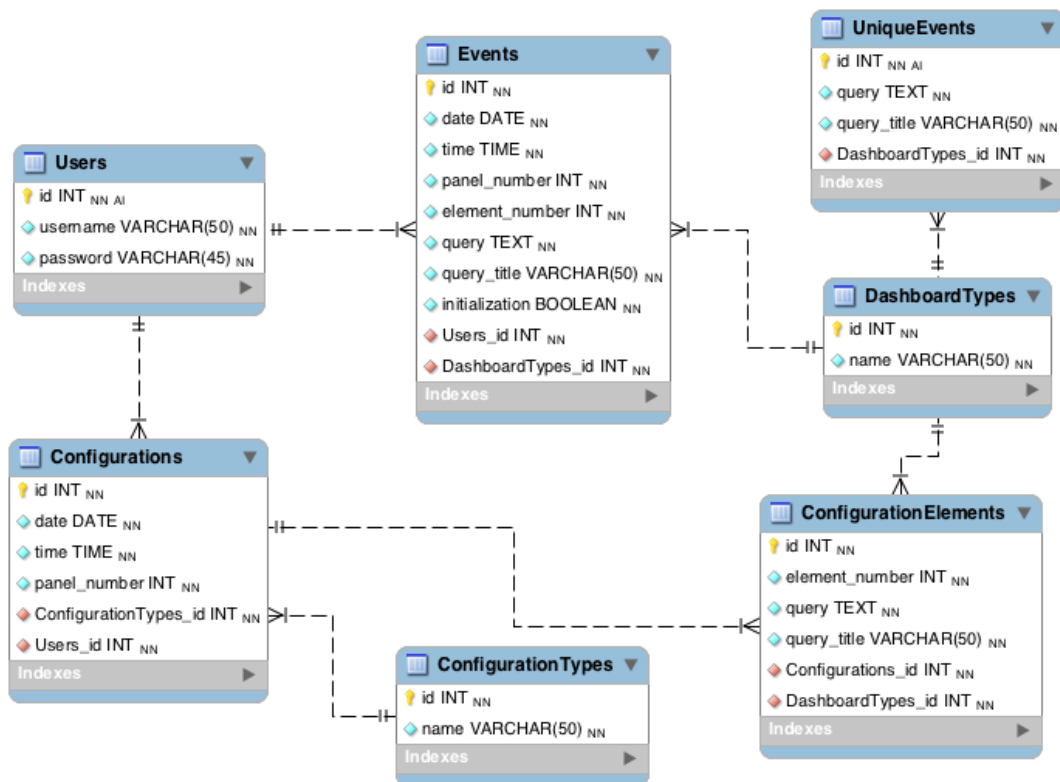 Users
id INT NN AI
username VARCHAR(50) NN
password VARCHAR(45) NN
Indexes
Events
id INT NN
date DATE NN
time TIME NN
panel_number INT NN
element_number INT NN
query TEXT NN
query_title VARCHAR(50) NN
initialization BOOLEAN NN
Users_id INT NN
DashboardTypes_id INT NN
Indexes
UniqueEvents
id INT NN AI
query TEXT NN
query_title VARCHAR(50) NN
DashboardTypes_id INT NN
Indexes
DashboardTypes
id INT NN
name VARCHAR(50) NN
Indexes
Configurations
id INT NN
date DATE NN
time TIME NN
panel_number INT NN
ConfigurationTypes_id INT NN
Users_id INT NN
Indexes
ConfigurationTypes
id INT NN
name VARCHAR(50) NN
Indexes
ConfigurationElements
id INT NN
element_number INT NN
query TEXT NN
query_title VARCHAR(50) NN
Configurations_id INT NN
DashboardTypes_id INT NN
Indexes